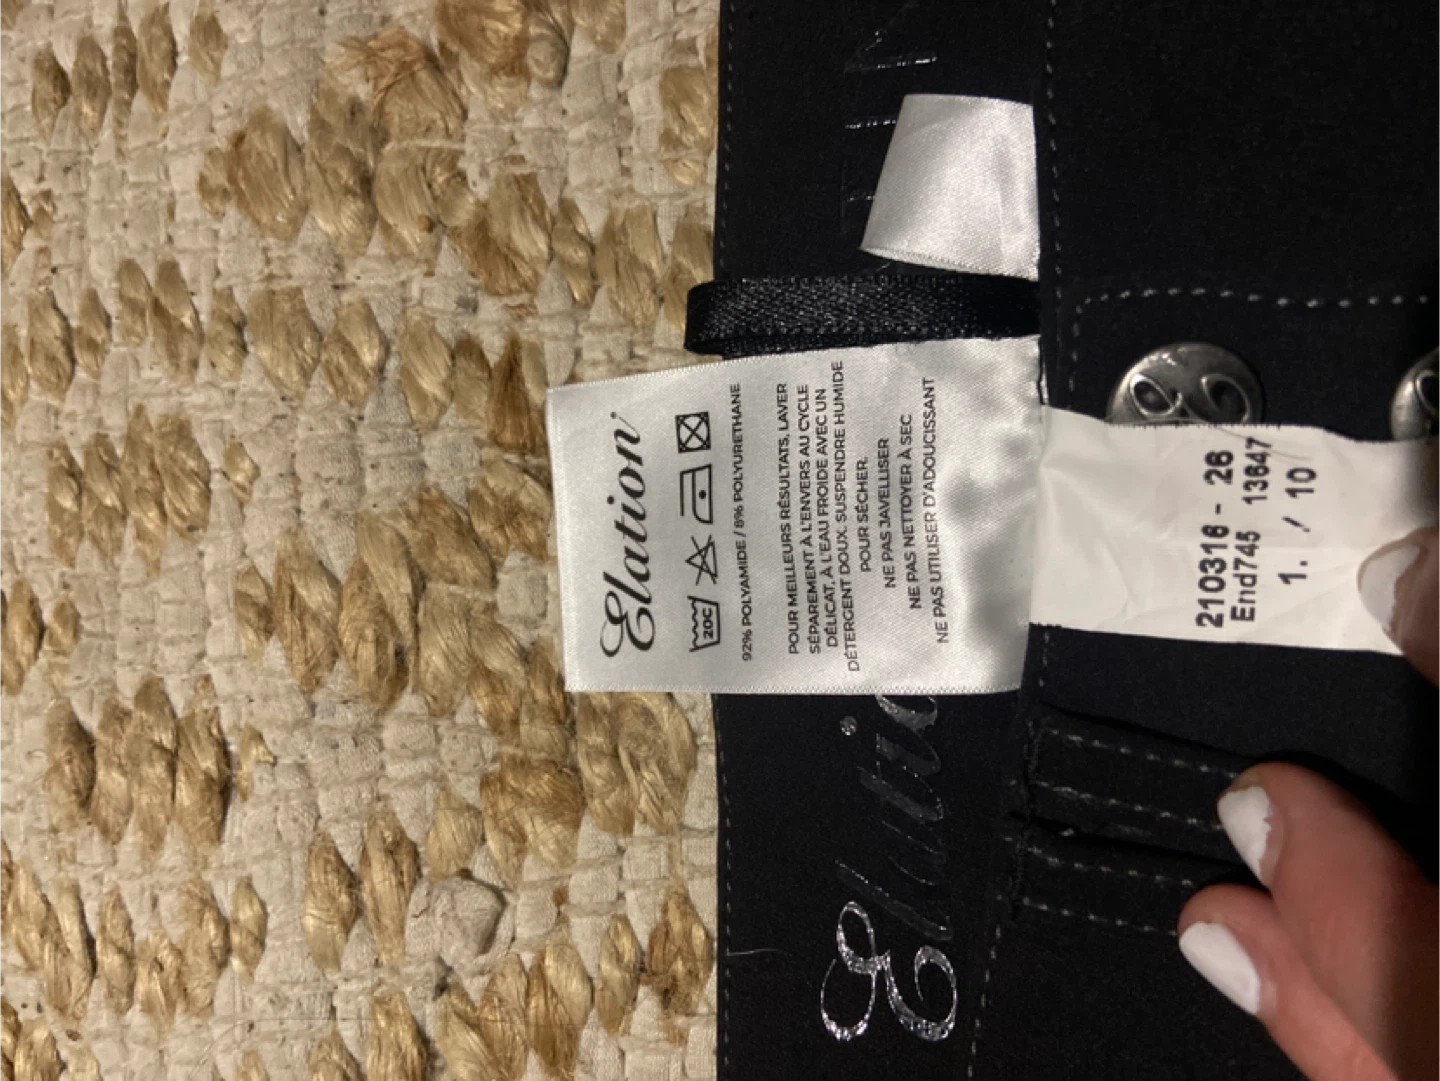 Elation
20C
92% POLYAMIDE / 8% POLYURETHANE
POUR MEILLEURS RÉSULTATS, LAVER
SÉPAREMENT À L'ENVERS AU CYCLE
DÉLICAT, À L'EAU FROIDE AVEC UN
DÉTERGENT DOUX. SUSPENDRE HUMIDE
POUR SÉCHER.
NE PAS JAVELLISER
NE PAS NETTOYER À SEC
NE PAS UTILISER D'ADOUCISSANT
210316 - 26
End745 13647
1. / 10
Elatio